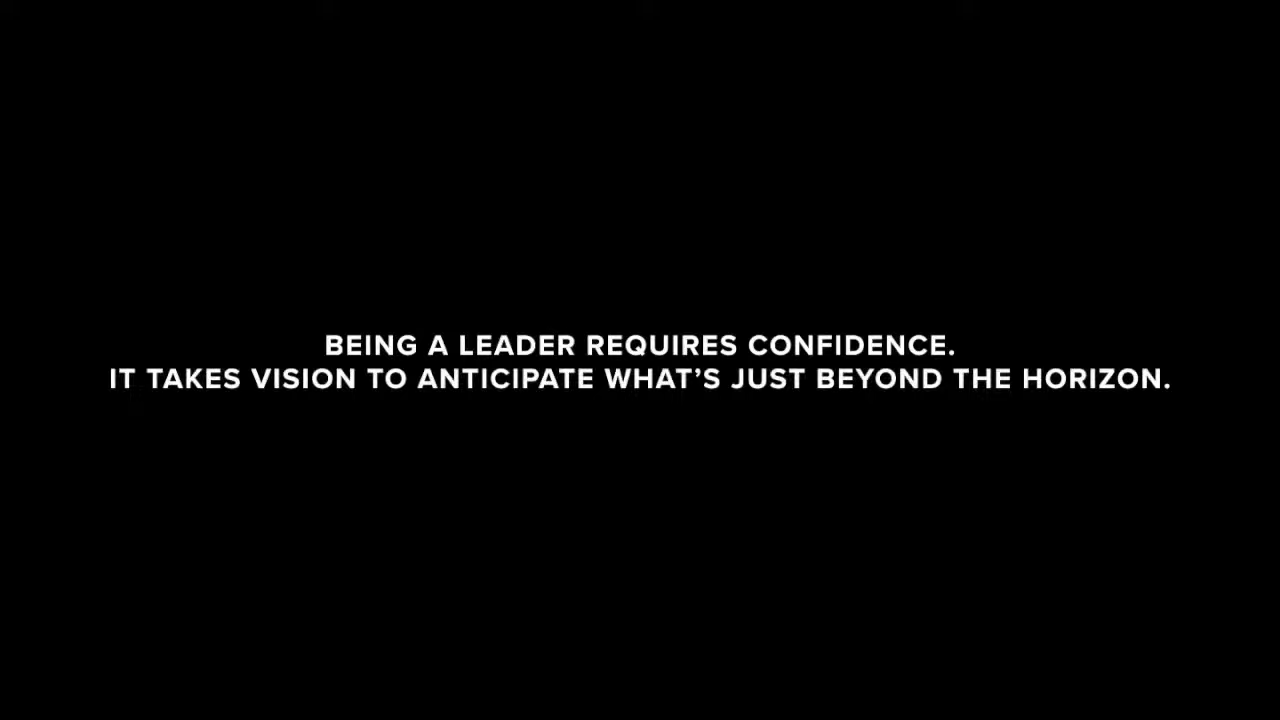 BEING A LEADER REQUIRES CONFIDENCE.
IT TAKES VISION TO ANTICIPATE WHAT’S JUST BEYOND THE HORIZON.